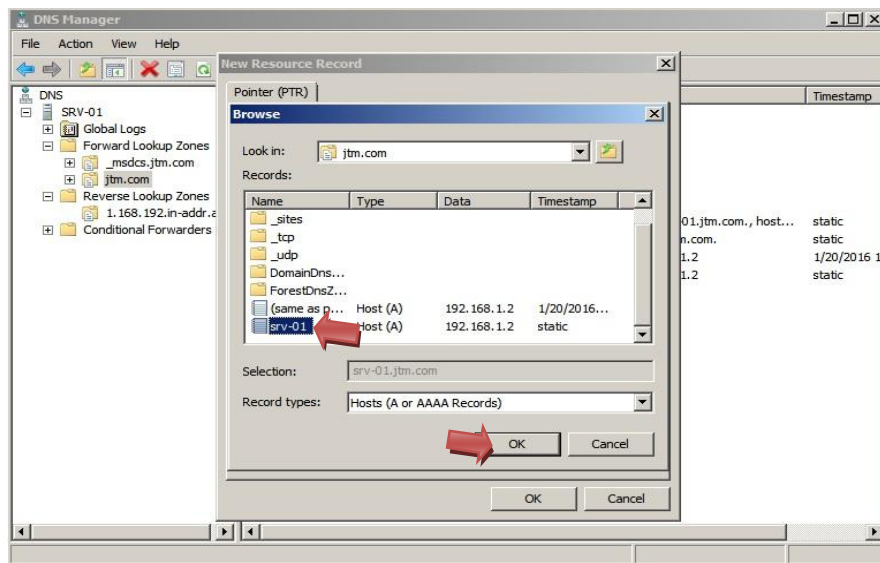 DNS Manager
File Action View Help
New Resource Record
Pointer (PTR)
Browse
Look in: jtm.com
Records:
Name Type Data Timestamp
_sites
_tcp
_udp
DomainDns...
ForestDnsZ...
(same as p... Host (A) 192.168.1.2 1/20/2016...
srv-01 Host (A) 192.168.1.2 static
Selection: srv-01.jtm.com
Record types: Hosts (A or AAAA Records)
OK Cancel
OK Cancel
DNS
SRV-01
Global Logs
Forward Lookup Zones
_msdcs.jtm.com
jtm.com
Reverse Lookup Zones
1.168.192.in-addr.a
Conditional Forwarders
Timestamp
01.jtm.com., host... static
m.com. static
1.2 1/20/2016 1
1.2 static